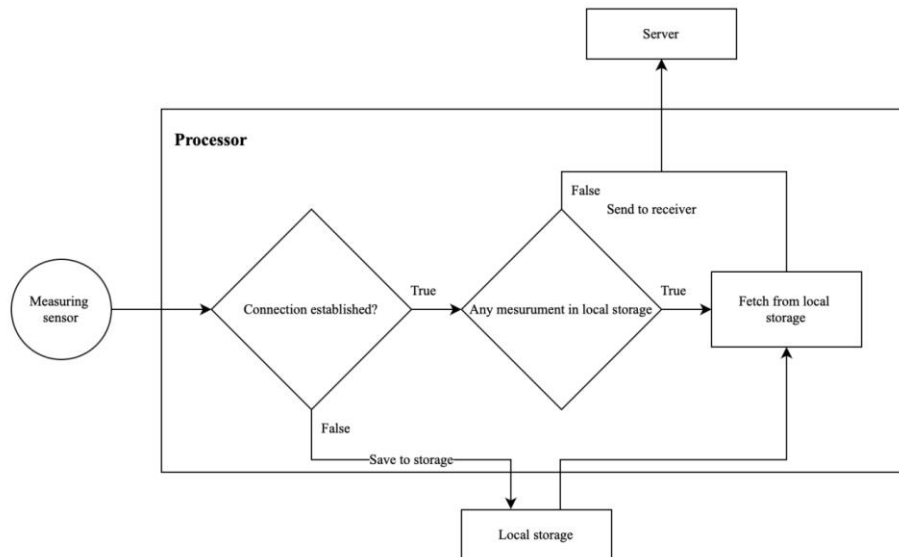 Server
Processor
False
Send to receiver
Measuring
sensor
Connection established?
True
Any mesurument in local storage
True
Fetch from local
storage
False
Save to storage
Local storage